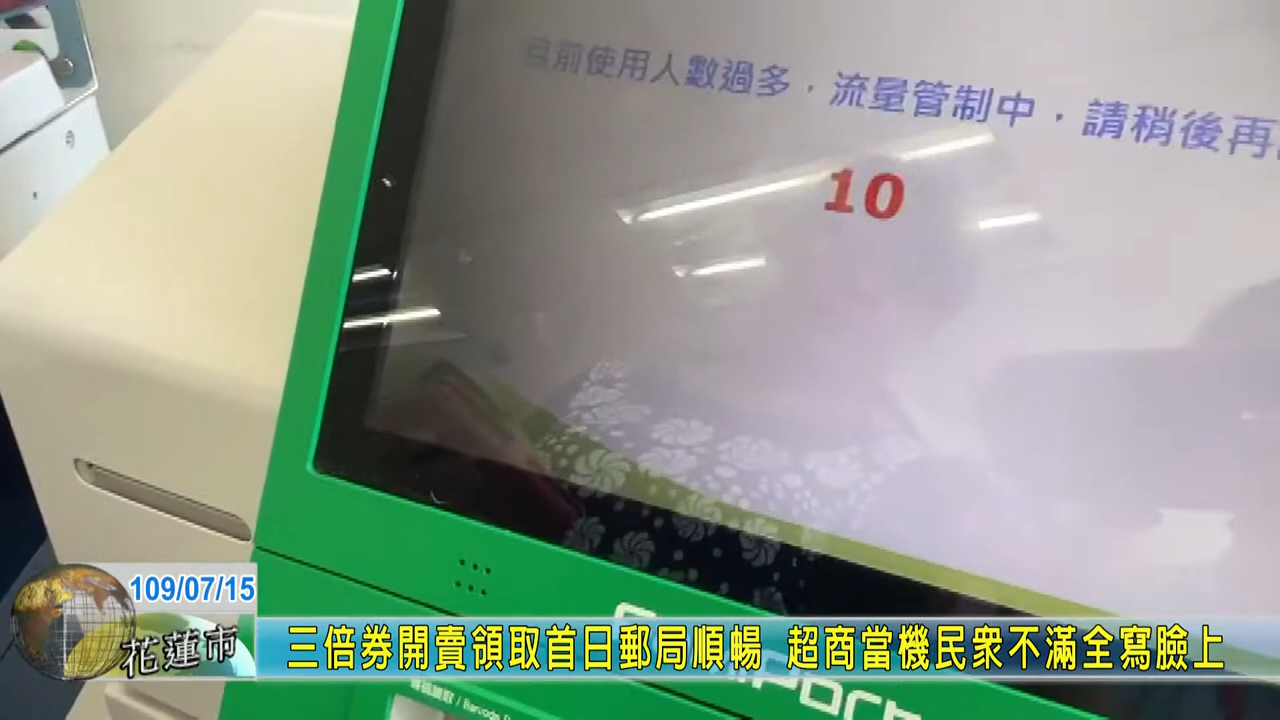 目前使用人數過多，流量管制中，請稍後再
10
109/07/15
花蓮市
三倍券開賣領取首日郵局順暢 超商當機民衆不滿全寫臉上